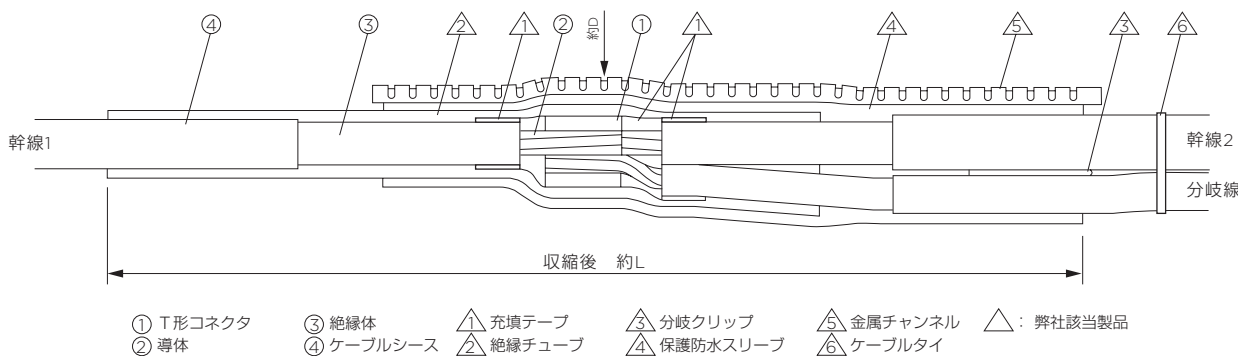 ④ ③ △2 △1 ② 約D ① △1 △4 △5 △3 △6
幹線1
幹線2
分岐線
収縮後 約L
① T形コネクタ ③ 絶縁体 △1 充填テープ △3 分岐クリップ △5 金属チャンネル △: 弊社該当製品
② 導体 ④ ケーブルシース △2 絶縁チューブ △4 保護防水スリーブ △6 ケーブルタイ